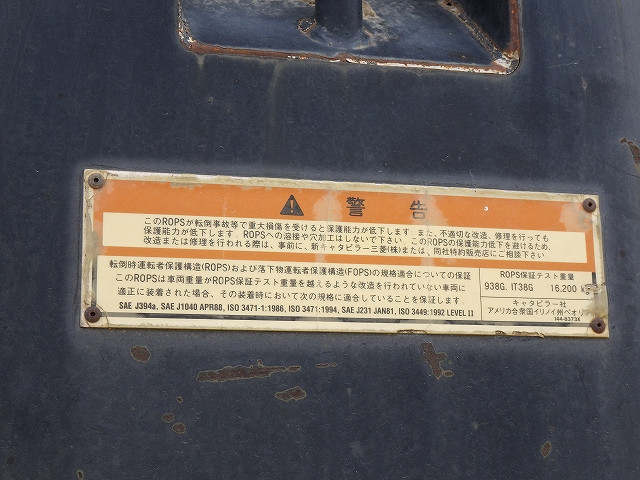 警告
このROPSが転倒事故等で重大損傷を受けると保護能力が低下します また、不適切な改造、修理を行っても
保護能力が低下します ROPSへの溶接や穴加工はしないで下さい このROPSの保護能力低下を避けるため、
改造または修理を行われる際は、事前に、新キャタピラー三菱(株)または、同社特約販売店にご相談下さい
転倒時運転者保護構造(ROPS)および落下物運転者保護構造(FOPS)の規格適合についての保証
このROPSは車両重量がROPS保証テスト重量を越えるような改造を行われていない車両に
適正に装着された場合、その装着時において次の規格に適合していることを保証します
SAE J394a, SAE J1040 APR88, ISO 3471-1:1986, ISO 3471:1994, SAE J231 JAN81, ISO 3449:1992 LEVEL II
ROPS保証テスト重量
938G, IT38G 16,200 kg
キャタピラー社
アメリカ合衆国イリノイ州ペオリ
144-8373X